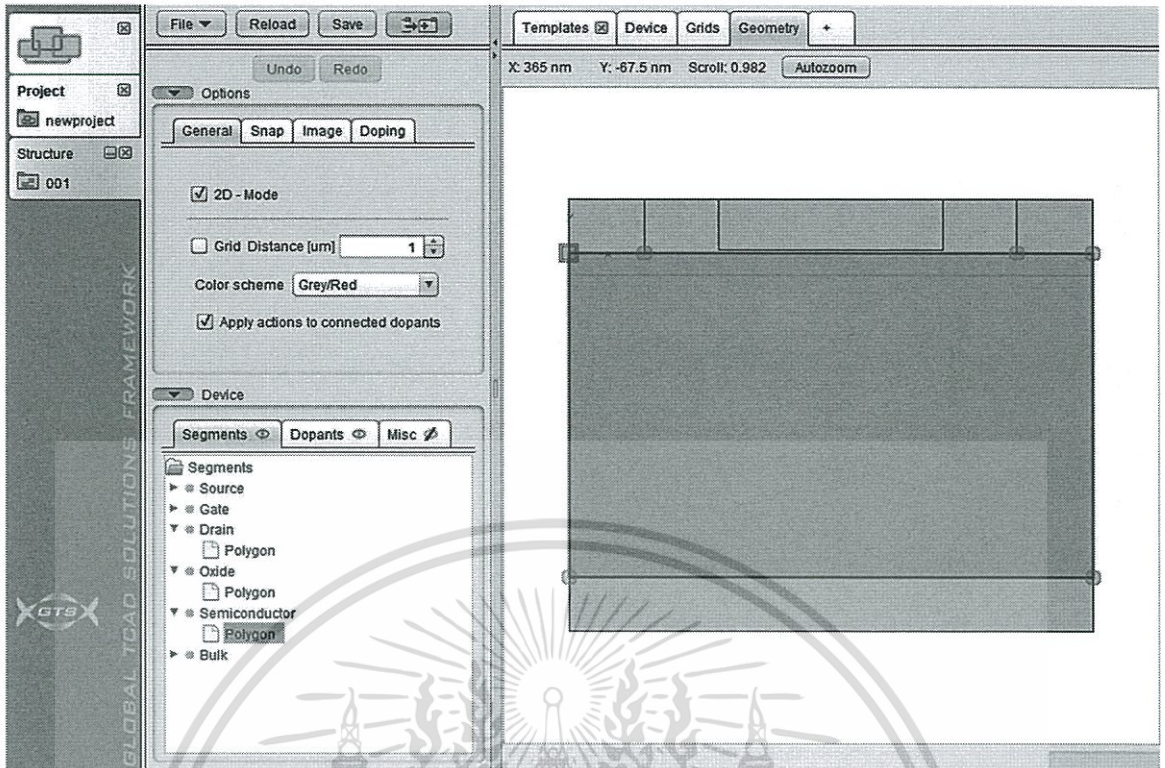 File Reload Save
Undo Redo
Project
newproject
Structure
001
GLOBAL TCAD SOLUTIONS FRAMEWORK
GTS
Options
General Snap Image Doping
2D - Mode
Grid Distance [um] 1
Color scheme Grey/Red
Apply actions to connected dopants
Device
Segments Dopants Misc
Segments
Source
Gate
Drain
Polygon
Oxide
Polygon
Semiconductor
Polygon
Bulk
Templates Device Grids Geometry +
X: 365 nm Y: -67.5 nm Scroll: 0.982 Autozoom